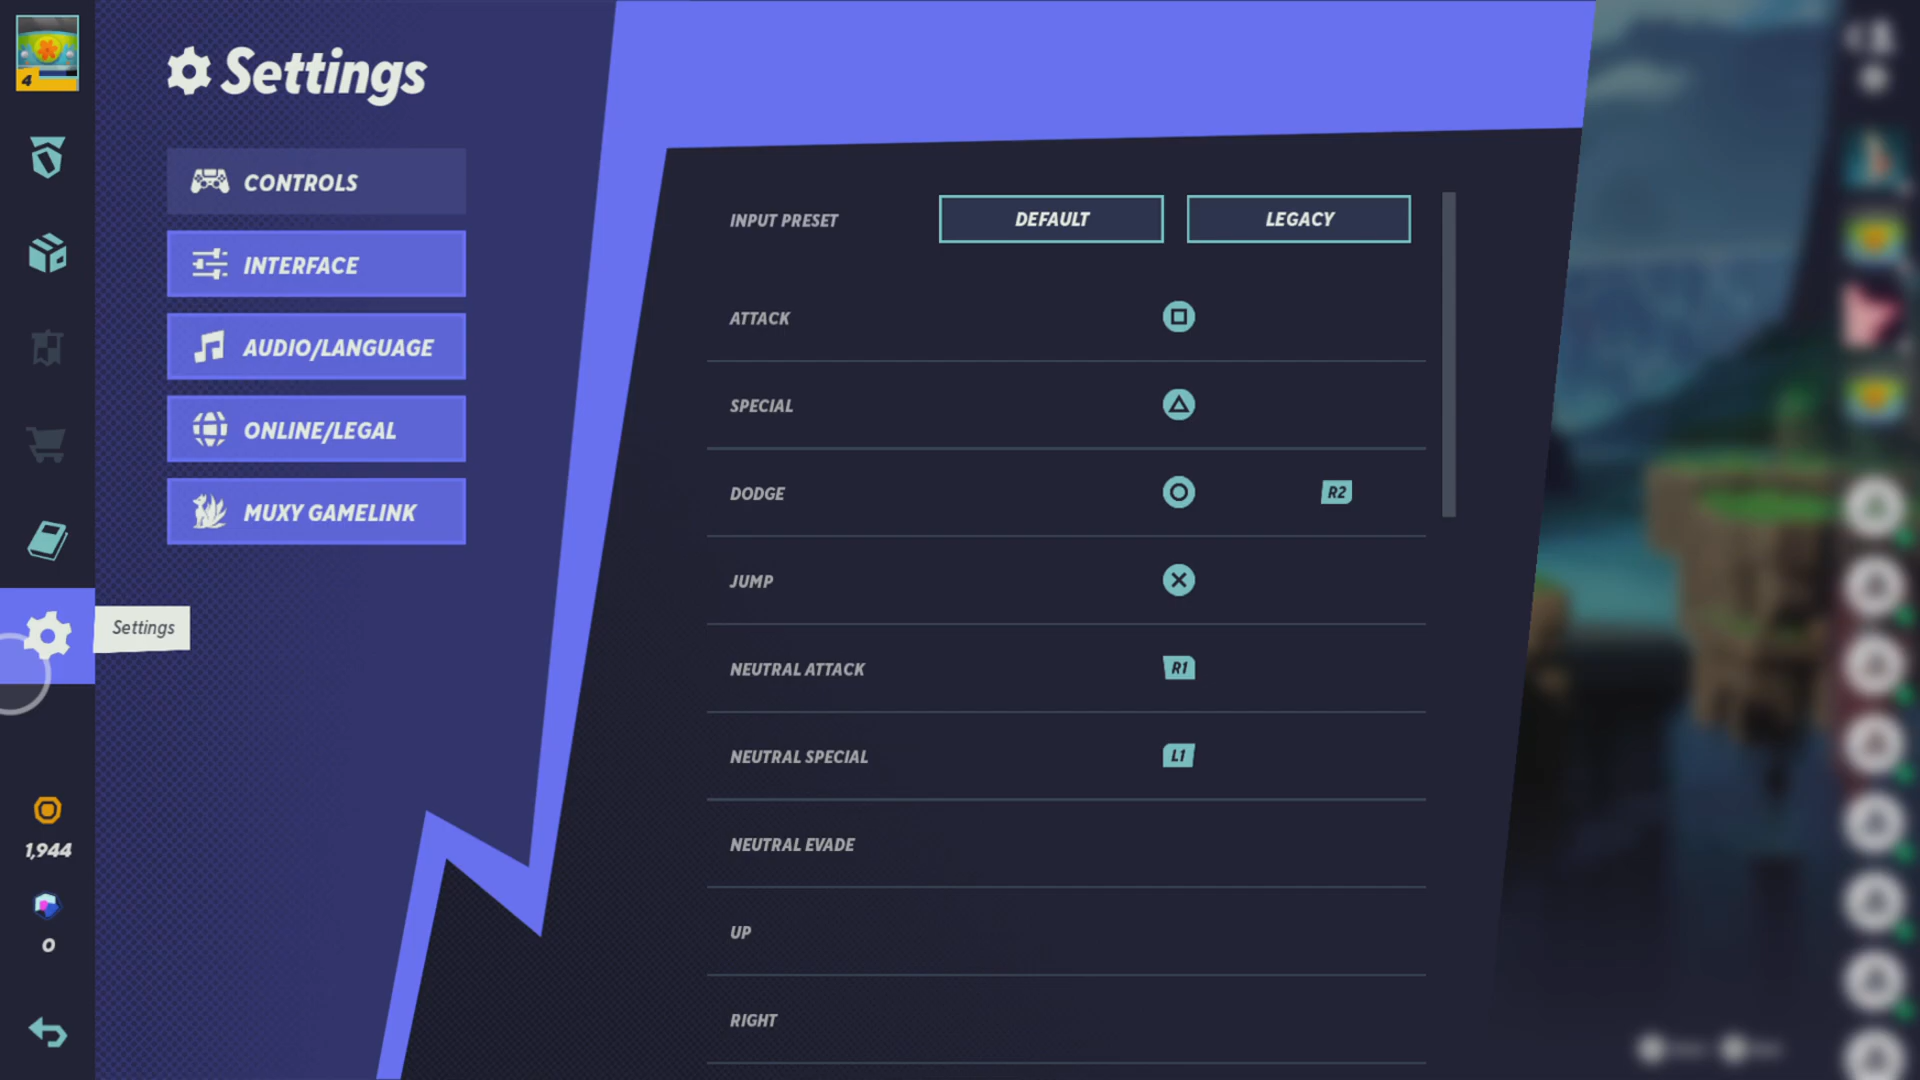 4
Settings
CONTROLS
INTERFACE
AUDIO/LANGUAGE
ONLINE/LEGAL
MUXY GAMELINK
Settings
1,944
0
INPUT PRESET DEFAULT LEGACY
ATTACK
SPECIAL
DODGE R2
JUMP
NEUTRAL ATTACK R1
NEUTRAL SPECIAL L1
NEUTRAL EVADE
UP
RIGHT